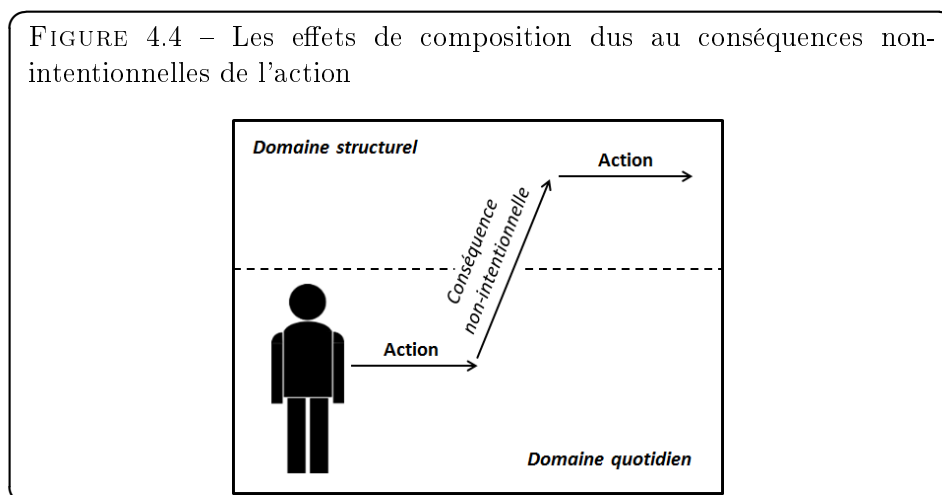 FIGURE 4.4 – Les effets de composition dus au conséquences non-
intentionnelles de l'action
Domaine structurel
Action
Conséquence
non-intentionnelle
Action
Domaine quotidien